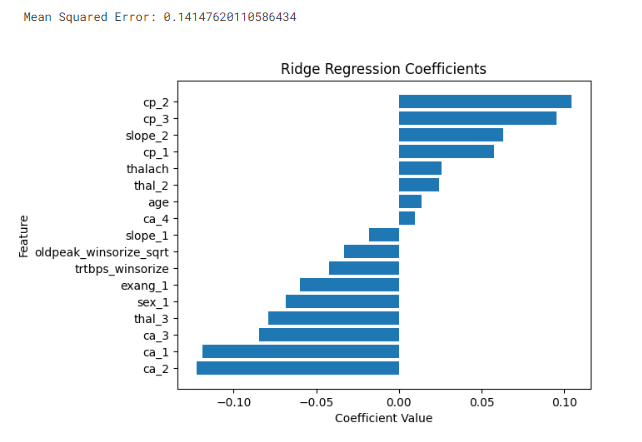 Mean Squared Error: 0.14147620110586434
Ridge Regression Coefficients
cp_2
cp_3
slope_2
cp_1
thalach
thal_2
age
ca_4
slope_1
oldpeak_winsorize_sqrt
trtbps_winsorize
exang_1
sex_1
thal_3
ca_3
ca_1
ca_2
Feature
−0.10 −0.05 0.00 0.05 0.10
Coefficient Value